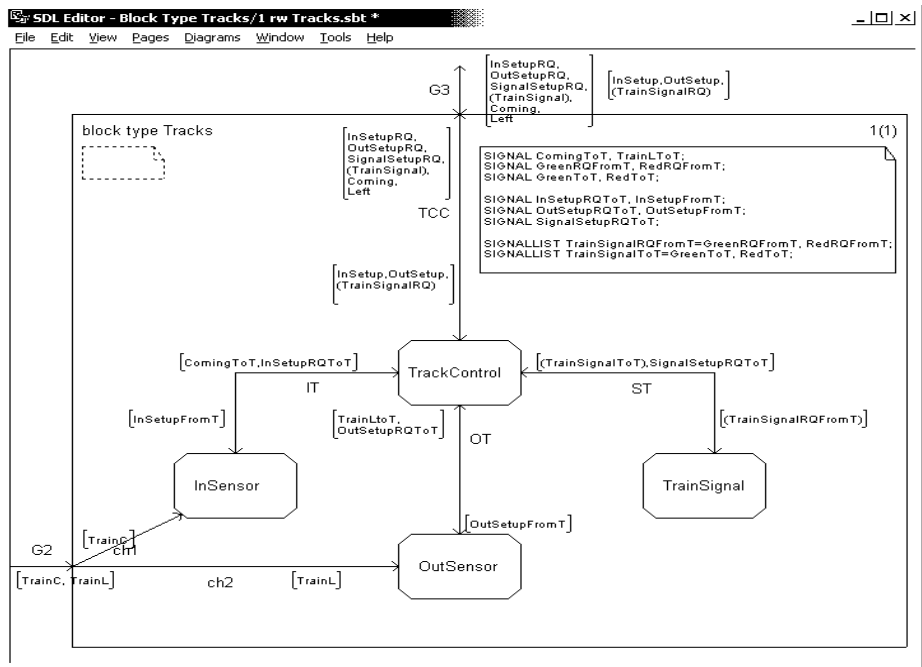 SDL Editor - Block Type Tracks/1 rw Tracks.sbt *
File Edit View Pages Diagrams Window Tools Help
G3
[InSetupRQ,
OutSetupRQ,
SignalSetupRQ,
(TrainSignal),
Coming,
Left]
[InSetup,OutSetup,
(TrainSignalRQ)]
block type Tracks
1(1)
[InSetupRQ,
OutSetupRQ,
SignalSetupRQ,
(TrainSignal),
Coming,
Left]
TCC
SIGNAL ComingToT, TrainLToT;
SIGNAL GreenRQFromT, RedRQFromT;
SIGNAL GreenToT, RedToT;
SIGNAL InSetupRQToT, InSetupFromT;
SIGNAL OutSetupRQToT, OutSetupFromT;
SIGNAL SignalSetupRQToT;
SIGNALLIST TrainSignalRQFromT=GreenRQFromT, RedRQFromT;
SIGNALLIST TrainSignalToT=GreenToT, RedToT;
[InSetup,OutSetup,
(TrainSignalRQ)]
[ComingToT,InSetupRQToT]
TrackControl
[(TrainSignalToT),SignalSetupRQToT]
IT
ST
[InSetupFromT]
[TrainLtoT,
OutSetupRQToT]
OT
[(TrainSignalRQFromT)]
InSensor
TrainSignal
[OutSetupFromT]
[TrainC]
ch1
G2
OutSensor
[TrainC, TrainL]
ch2
[TrainL]